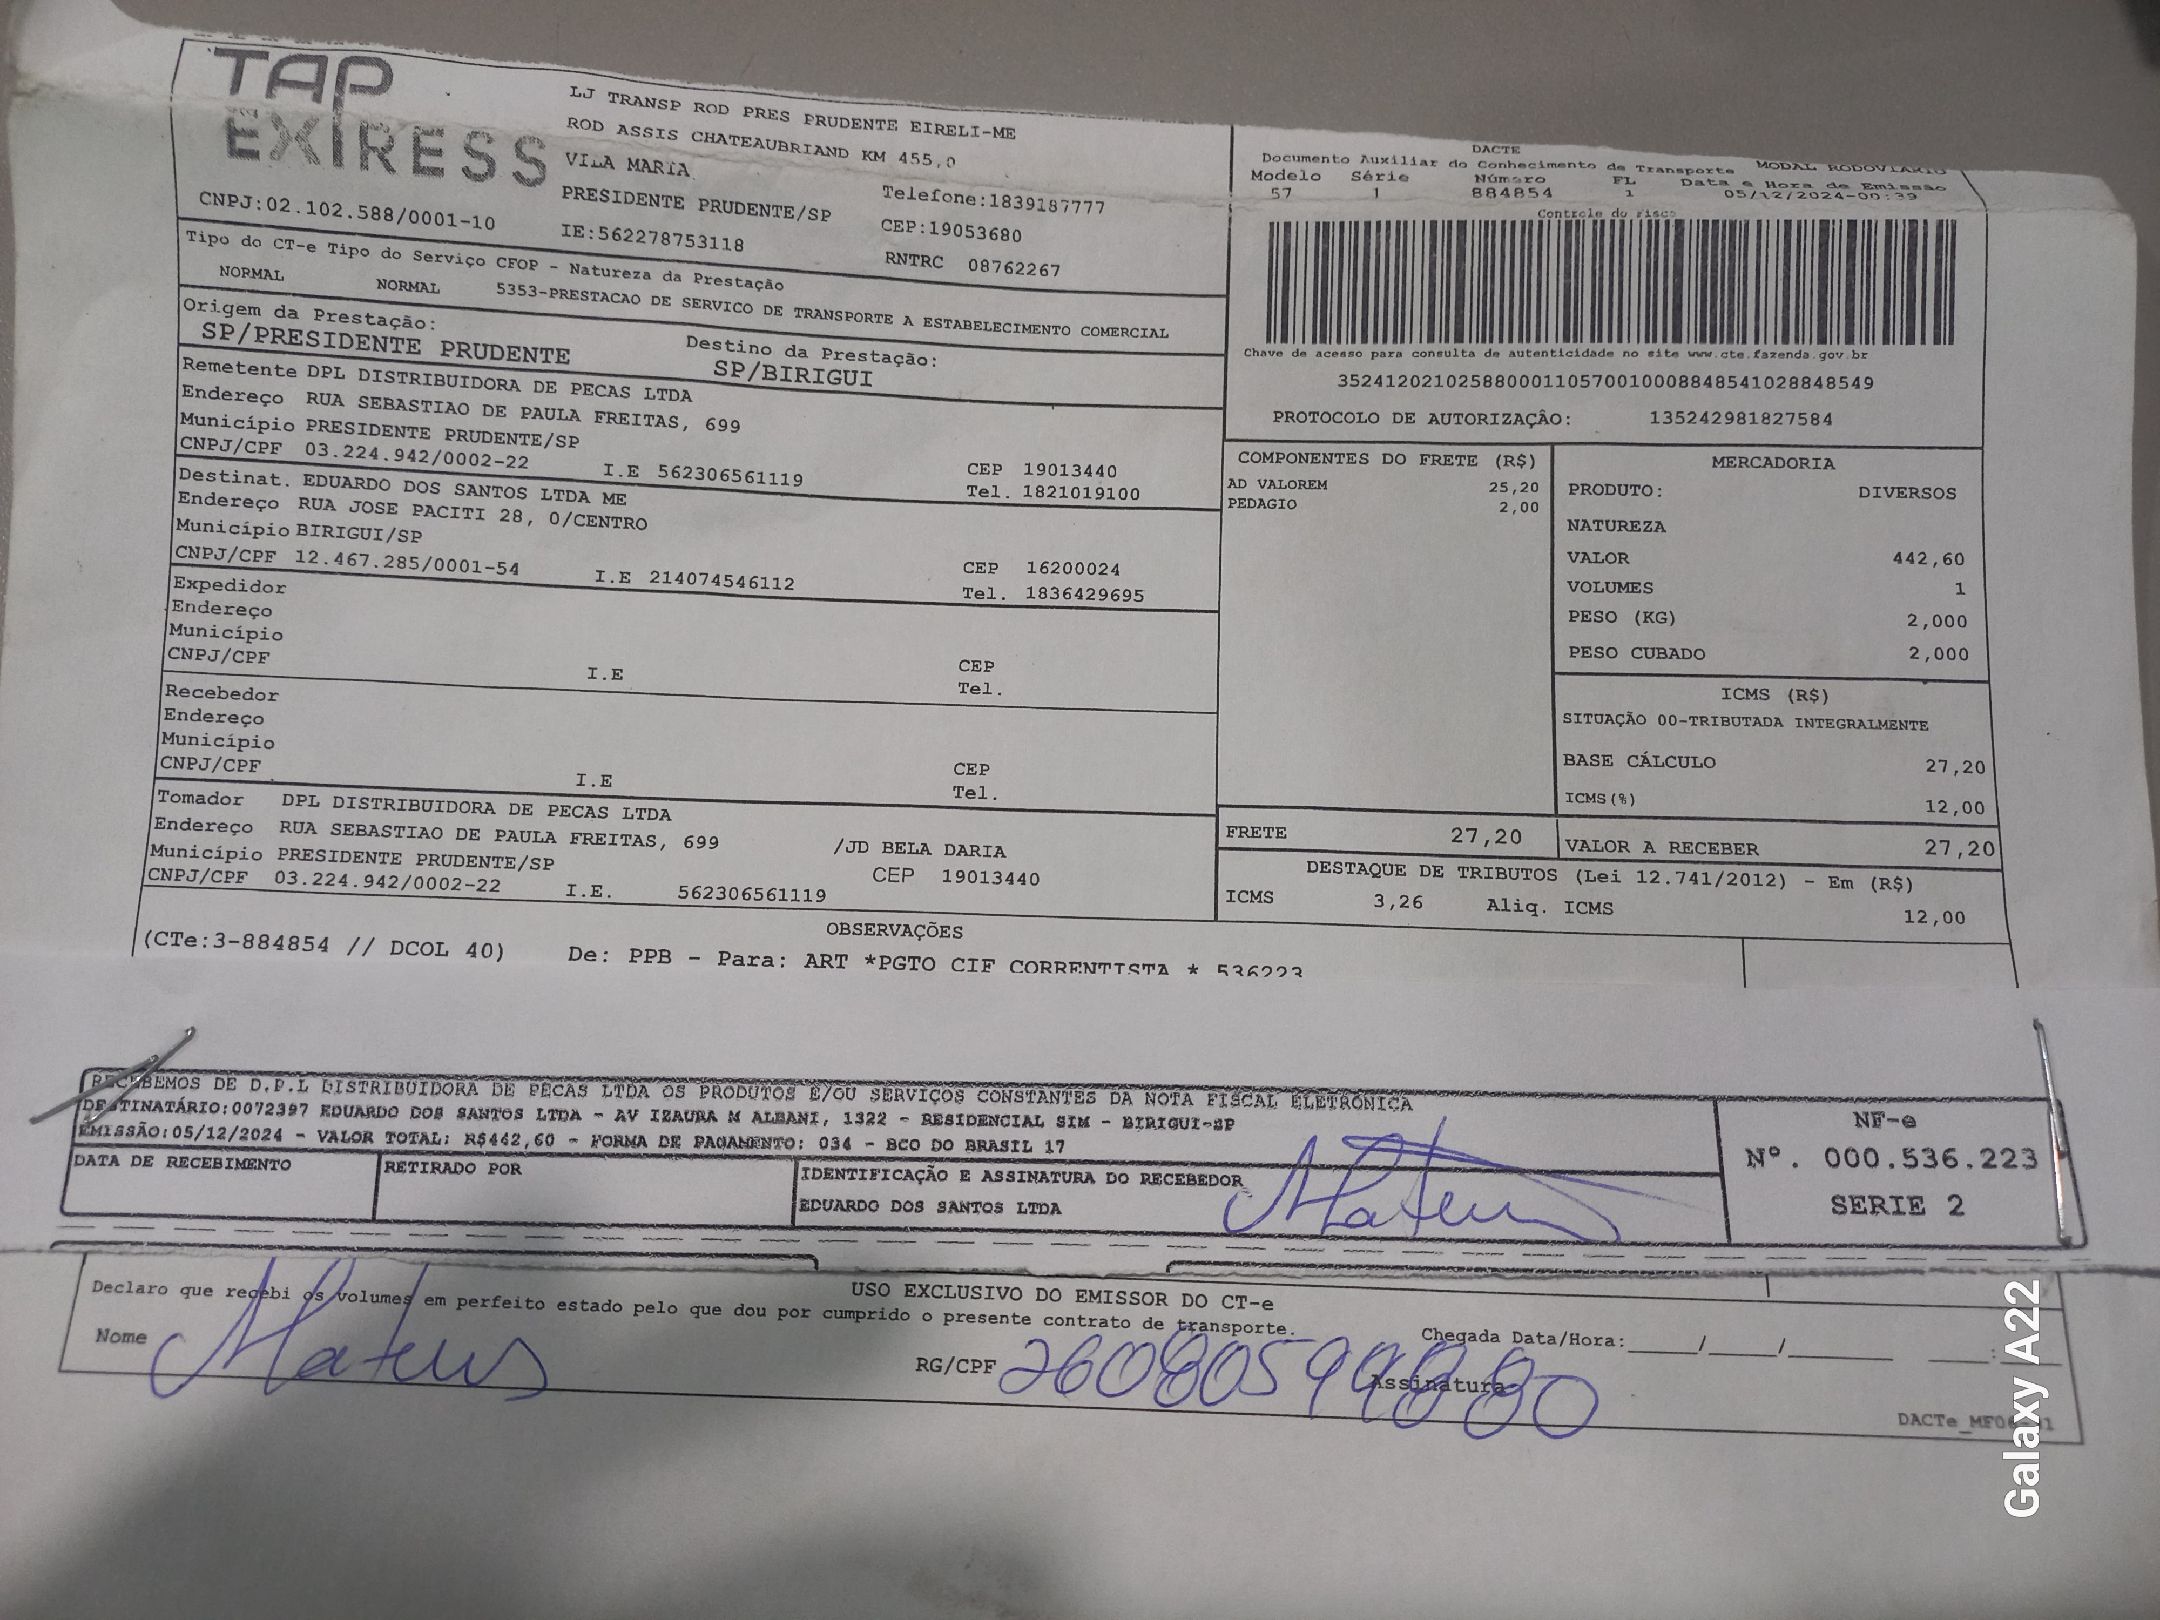 TAP
EXPRESS
LJ TRANSP ROD PRES PRUDENTE EIRELI-ME
ROD ASSIS CHATEAUBRIAND KM 455,0
VILA MARIA
PRESIDENTE PRUDENTE/SP
Telefone:1839187777
CNPJ:02.102.588/0001-10
IE:562278753118
CEP:19053680
RNTRC 08762267
DACTE
Documento Auxiliar do Conhecimento de Transporte MODAL RODOVIARIO
Modelo Série Número FL Data e Hora de Emissão
57 1 884854 1 05/12/2024-00:39
Controle do fisco
Tipo do CT-e Tipo do Serviço CFOP - Natureza da Prestação
NORMAL NORMAL 5353-PRESTACAO DE SERVICO DE TRANSPORTE A ESTABELECIMENTO COMERCIAL
Origem da Prestação:
SP/PRESIDENTE PRUDENTE
Destino da Prestação:
SP/BIRIGUI
Chave de acesso para consulta de autenticidade no site www.cte.fazenda.gov.br
35241202102588000110570010008848541028848549
PROTOCOLO DE AUTORIZAÇÃO: 135242981827584
Remetente DPL DISTRIBUIDORA DE PECAS LTDA
Endereço RUA SEBASTIAO DE PAULA FREITAS, 699
Município PRESIDENTE PRUDENTE/SP
CNPJ/CPF 03.224.942/0002-22 I.E 562306561119
CEP 19013440
Tel. 1821019100
Destinat. EDUARDO DOS SANTOS LTDA ME
Endereço RUA JOSE PACITI 28, 0/CENTRO
Município BIRIGUI/SP
CNPJ/CPF 12.467.285/0001-54 I.E 214074546112
CEP 16200024
Tel. 1836429695
Expedidor
Endereço
Município
CNPJ/CPF I.E CEP
Tel.
Recebedor
Endereço
Município
CNPJ/CPF I.E CEP
Tel.
Tomador DPL DISTRIBUIDORA DE PECAS LTDA
Endereço RUA SEBASTIAO DE PAULA FREITAS, 699 /JD BELA DARIA
Município PRESIDENTE PRUDENTE/SP CEP 19013440
CNPJ/CPF 03.224.942/0002-22 I.E. 562306561119
COMPONENTES DO FRETE (R$)
AD VALOREM 25,20
PEDAGIO 2,00
MERCADORIA
PRODUTO: DIVERSOS
NATUREZA
VALOR 442,60
VOLUMES 1
PESO (KG) 2,000
PESO CUBADO 2,000
ICMS (R$)
SITUAÇÃO 00-TRIBUTADA INTEGRALMENTE
BASE CÁLCULO 27,20
ICMS(%) 12,00
FRETE 27,20
VALOR A RECEBER 27,20
DESTAQUE DE TRIBUTOS (Lei 12.741/2012) - Em (R$)
ICMS 3,26 Aliq. ICMS 12,00
OBSERVAÇÕES
(CTe:3-884854 // DCOL 40) De: PPB - Para: ART *PGTO CIF CORRENTISTA * 536223
RECEBEMOS DE D.P.L DISTRIBUIDORA DE PECAS LTDA OS PRODUTOS E/OU SERVIÇOS CONSTANTES DA NOTA FISCAL ELETRÔNICA
DESTINATÁRIO:0072397 EDUARDO DOS SANTOS LTDA - AV IZAURA M ALBANI, 1322 - RESIDENCIAL SIM - BIRIGUI-SP
EMISSÃO:05/12/2024 - VALOR TOTAL: R$442,60 - FORMA DE PAGAMENTO: 034 - BCO DO BRASIL 17
DATA DE RECEBIMENTO
RETIRADO POR
IDENTIFICAÇÃO E ASSINATURA DO RECEBEDOR
EDUARDO DOS SANTOS LTDA
Mateus
NF-e
Nº. 000.536.223
SERIE 2
USO EXCLUSIVO DO EMISSOR DO CT-e
Declaro que recebi os volumes em perfeito estado pelo que dou por cumprido o presente contrato de transporte.
Chegada Data/Hora:____/____/________ ____:____
Nome Mateus
RG/CPF
Assinatura
Galaxy A22